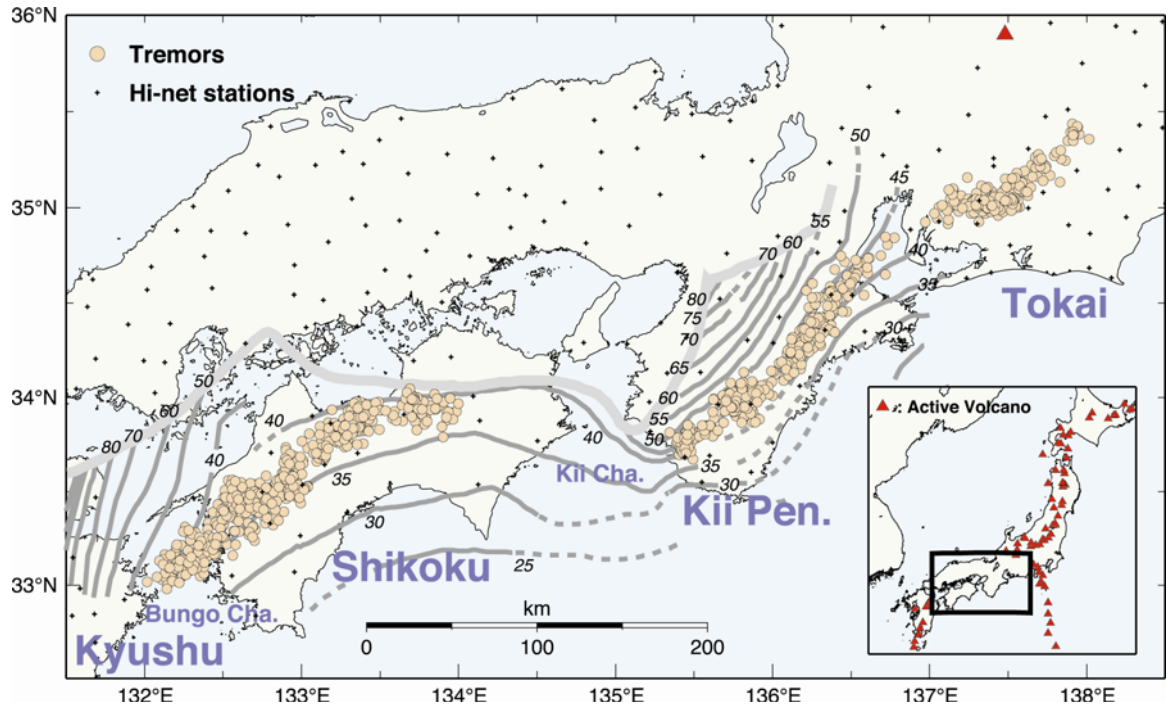 36°N
35°N
34°N
33°N
Tremors
Hi-net stations
50
45
55
60
70
40
35
30
80
75
70
65
60
55
50
40
35
30
50
60
70
80
40
40
35
30
25
Tokai
Kii Cha.
Kii Pen.
Shikoku
Bungo Cha.
Kyushu
km
0 100 200
Active Volcano
132°E 133°E 134°E 135°E 136°E 137°E 138°E